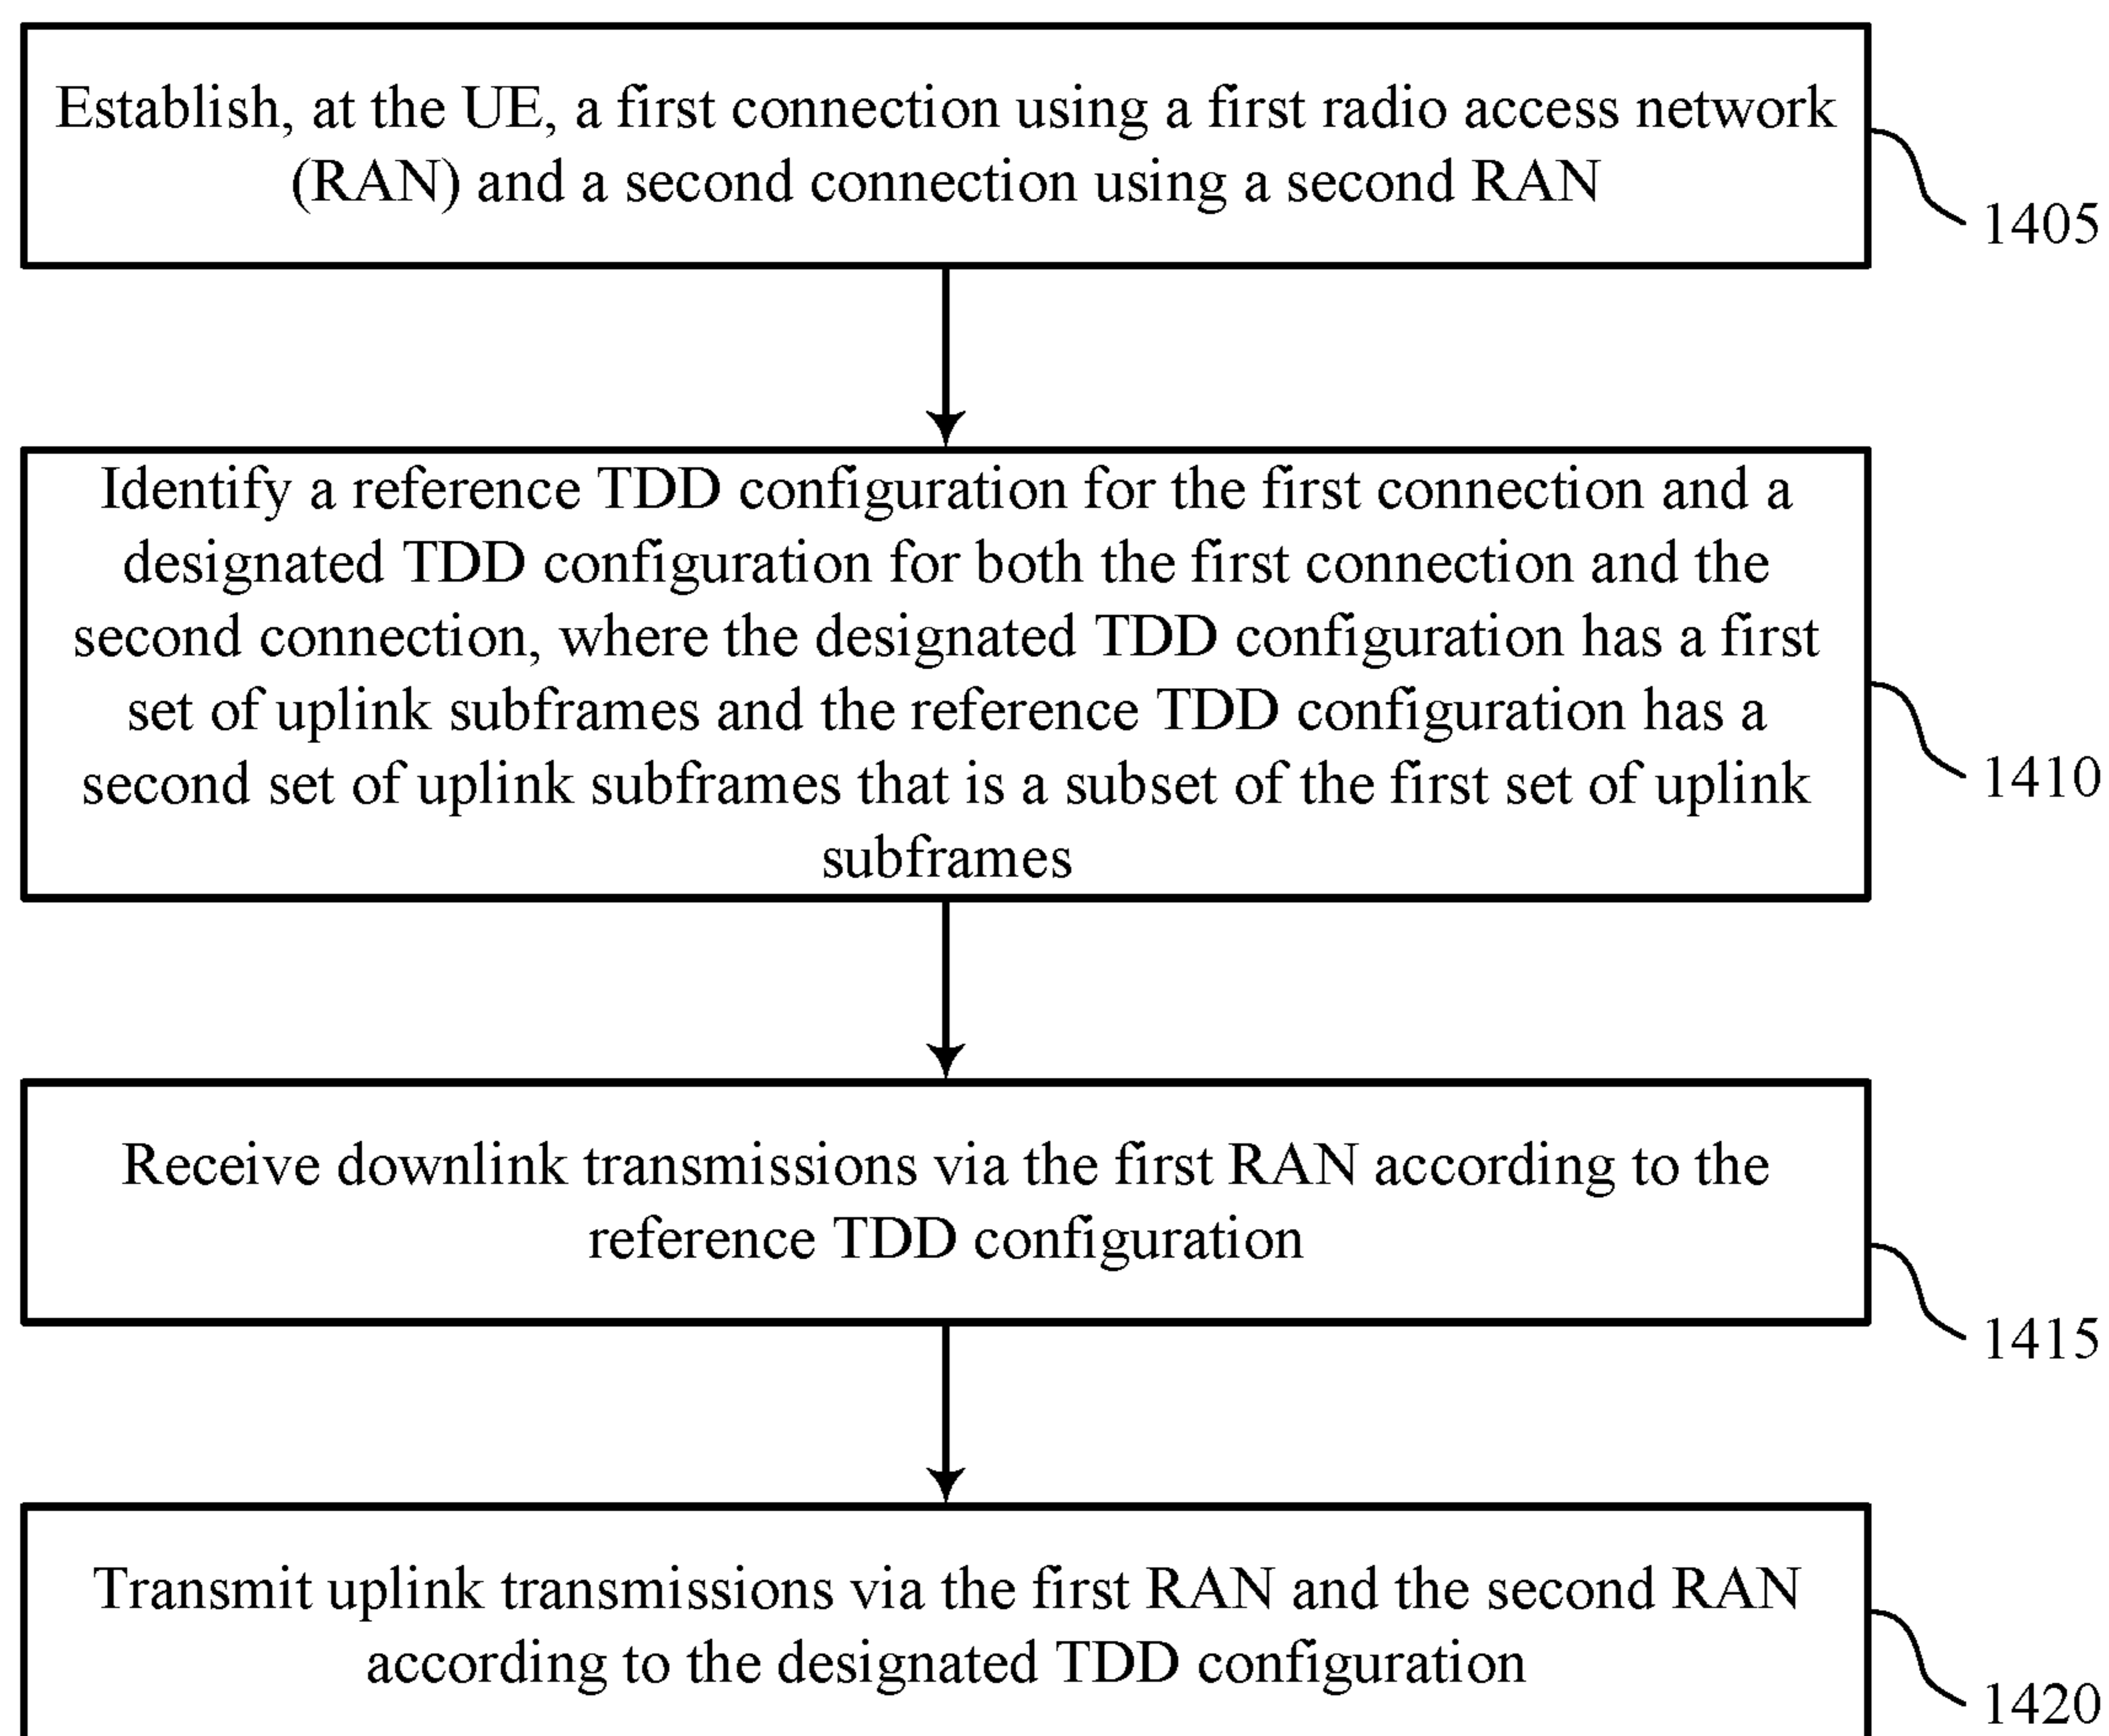 Establish, at the UE, a first connection using a first radio access network
(RAN) and a second connection using a second RAN
1405
Identify a reference TDD configuration for the first connection and a
designated TDD configuration for both the first connection and the
second connection, where the designated TDD configuration has a first
set of uplink subframes and the reference TDD configuration has a
second set of uplink subframes that is a subset of the first set of uplink
subframes
1410
Receive downlink transmissions via the first RAN according to the
reference TDD configuration
1415
Transmit uplink transmissions via the first RAN and the second RAN
according to the designated TDD configuration
1420